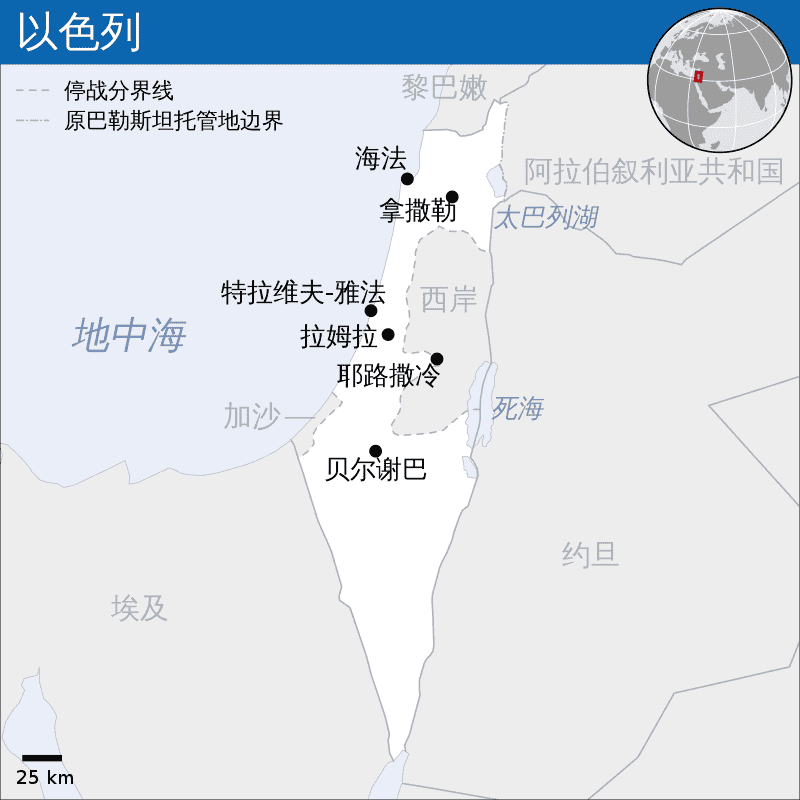 以色列
停战分界线
原巴勒斯坦托管地边界
黎巴嫩
海法
阿拉伯叙利亚共和国
拿撒勒
太巴列湖
特拉维夫-雅法
西岸
地中海
拉姆拉
耶路撒冷
加沙
死海
贝尔谢巴
约旦
埃及
25 km